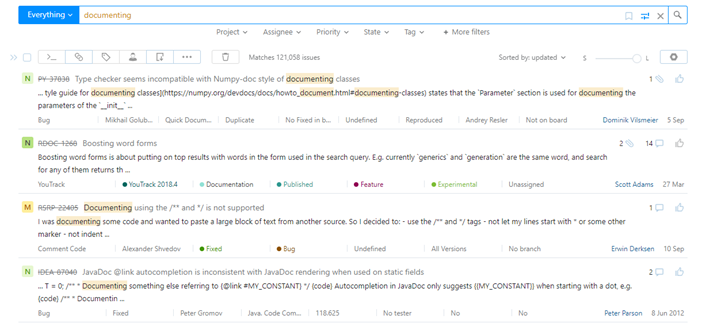 Everything documenting
Project Assignee Priority State Tag + More filters
Matches 121,058 issues Sorted by: updated S L
N PY-37838 Type checker seems incompatible with Numpy-doc style of documenting classes 1
... tyle guide for documenting classes](https://numpy.org/devdocs/docs/howto_document.html#documenting-classes) states that the `Parameter` section is used for documenting the
parameters of the `__init__` ...
Bug Mikhail Golub... Quick Docum... Duplicate No Fixed in b... Undefined Reproduced Andrey Resler Not on board Dominik Vilsmeier 5 Sep
N RDOC-1268 Boosting word forms 2 14
Boosting word forms is about putting on top results with words in the form used in the search query. E.g. currently `generics` and `generation` are the same word, and search
for any of them returns th ...
YouTrack YouTrack 2018.4 Documentation Published Feature Experimental Unassigned Scott Adams 27 Mar
M RSRP-22405 Documenting using the /** and */ is not supported 1
I was documenting some code and wanted to paste a large block of text from another source. So I decided to: - use the /** and */ tags - not let my lines start with * or some other
marker - not indent ...
Comment Code Alexander Shvedov Fixed Bug Undefined All Versions No branch Erwin Derksen 10 Sep
N IDEA-87040 JavaDoc @link autocompletion is inconsistent with JavaDoc rendering when used on static fields 2
... T = 0; /** * Documenting something else referring to {@link #MY_CONSTANT} */ {code} Autocompletion in JavaDoc only suggests {{MY_CONSTANT}} when starting with a dot, e.g.
{code} /** * Documentin ...
Bug Fixed Peter Gromov Java. Code Com... 118.625 No tester No No Peter Parson 8 Jun 2012